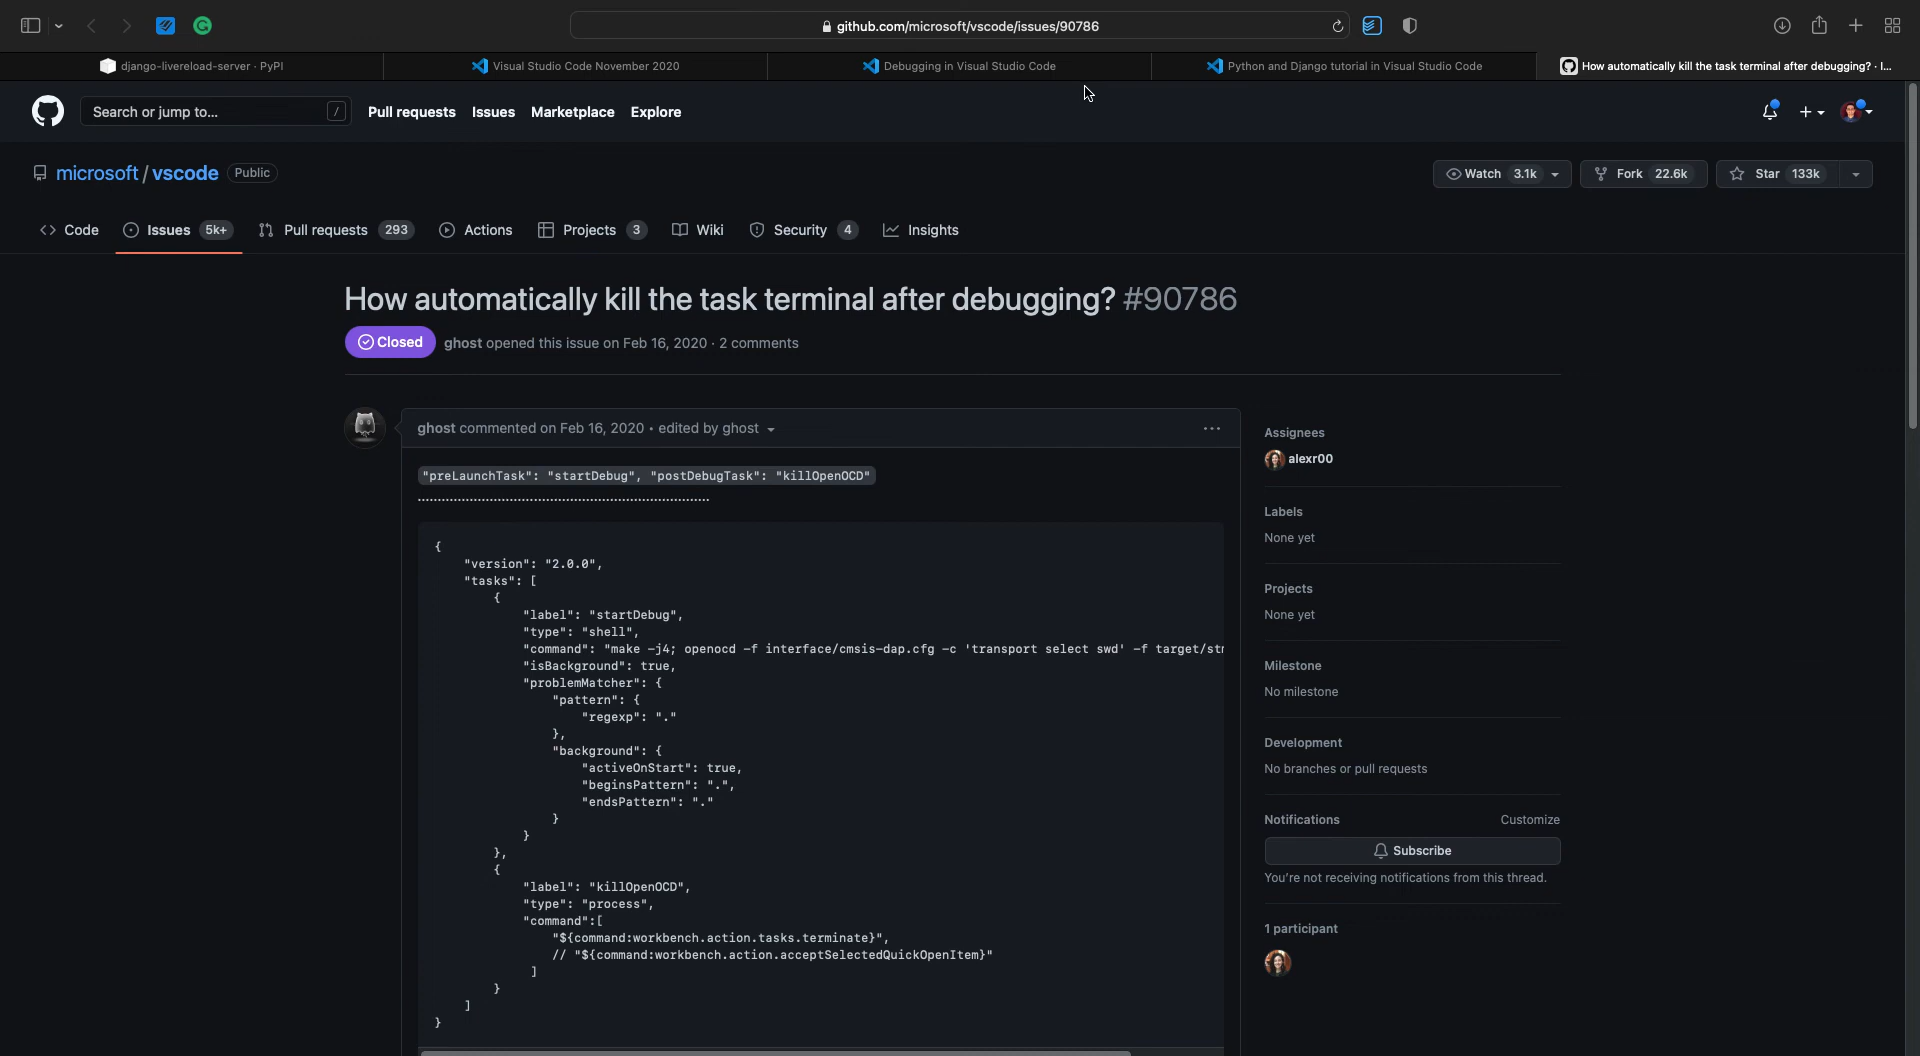 github.com/microsoft/vscode/issues/90786
django-livereload-server · PyPI
Visual Studio Code November 2020
Debugging in Visual Studio Code
Python and Django tutorial in Visual Studio Code
How automatically kill the task terminal after debugging? · I...
Search or jump to... /
Pull requests Issues Marketplace Explore
microsoft / vscode Public
Watch 3.1k Fork 22.6k Star 133k
<> Code Issues 5k+ Pull requests 293 Actions Projects 3 Wiki Security 4 Insights
How automatically kill the task terminal after debugging? #90786
Closed ghost opened this issue on Feb 16, 2020 · 2 comments
ghost commented on Feb 16, 2020 • edited by ghost
"preLaunchTask": "startDebug", "postDebugTask": "killOpenOCD"
{
"version": "2.0.0",
"tasks": [
{
"label": "startDebug",
"type": "shell",
"command": "make -j4; openocd -f interface/cmsis-dap.cfg -c 'transport select swd' -f target/stm
"isBackground": true,
"problemMatcher": {
"pattern": {
"regexp": "."
},
"background": {
"activeOnStart": true,
"beginsPattern": ".",
"endsPattern": "."
}
}
},
{
"label": "killOpenOCD",
"type": "process",
"command":[
"${command:workbench.action.tasks.terminate}",
// "${command:workbench.action.acceptSelectedQuickOpenItem}"
]
}
]
}
Assignees
alexr00
Labels
None yet
Projects
None yet
Milestone
No milestone
Development
No branches or pull requests
Notifications Customize
Subscribe
You're not receiving notifications from this thread.
1 participant